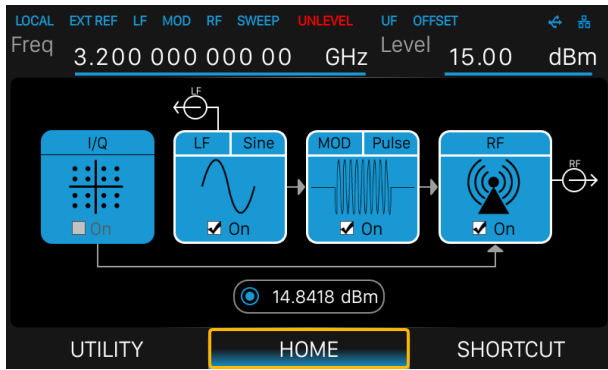 LOCAL EXT REF LF MOD RF SWEEP UNLEVEL UF OFFSET
Freq 3.200 000 000 00 GHz Level 15.00 dBm
LF
I/Q LF Sine MOD Pulse RF
RF
On On On On
14.8418 dBm
UTILITY HOME SHORTCUT